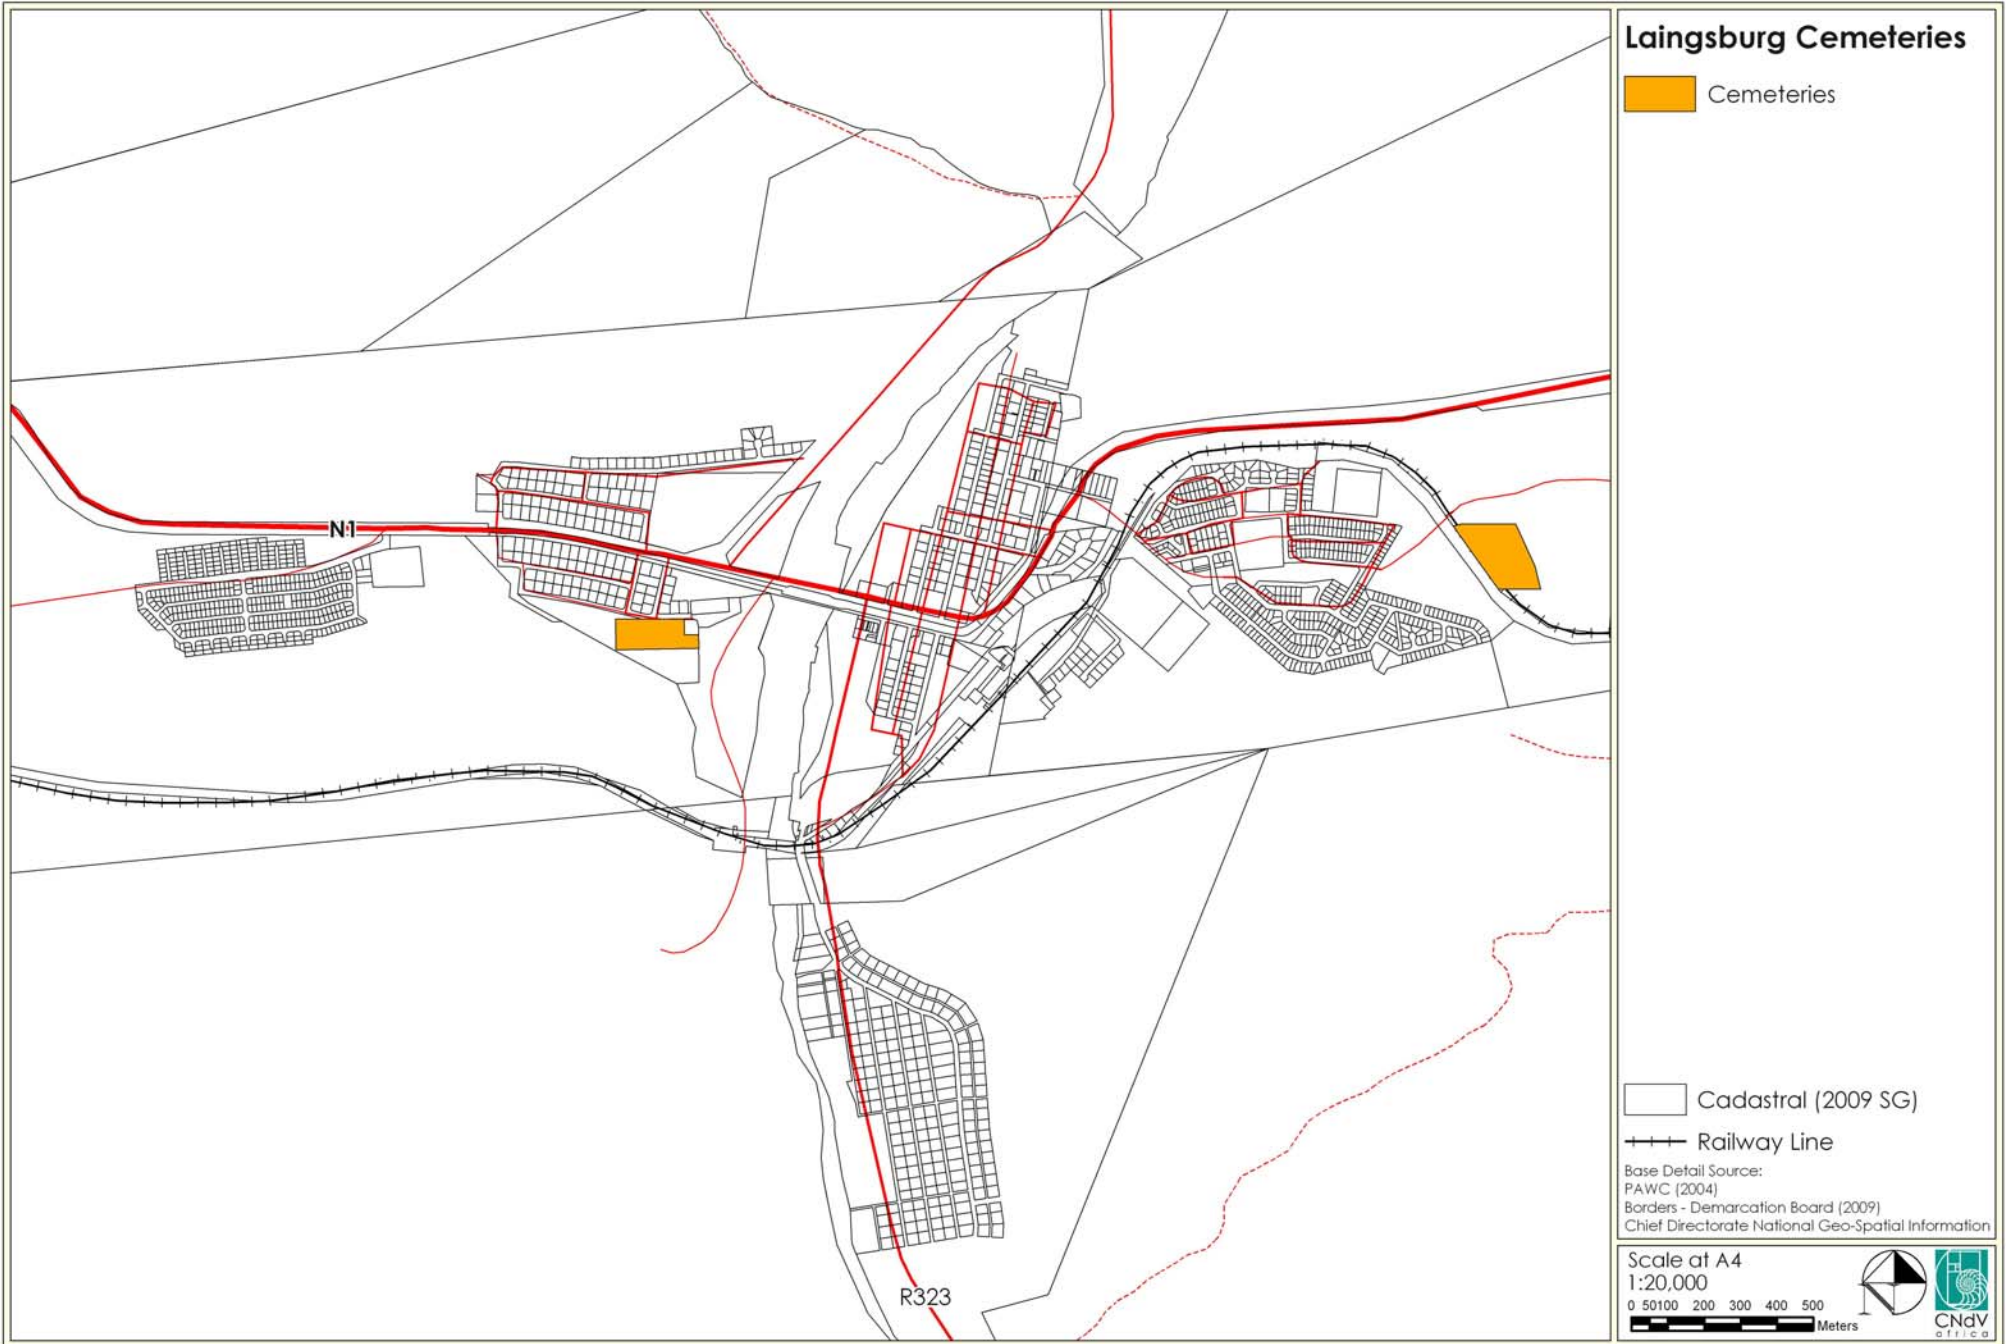 Laingsburg Cemeteries
Cemeteries
N1
R323
Cadastral (2009 SG)
Railway Line
Base Detail Source:
PAWC (2004)
Borders - Demarcation Board (2009)
Chief Directorate National Geo-Spatial Information
Scale at A4
1:20,000
0 50100 200 300 400 500
Meters
N
CNdV
africa